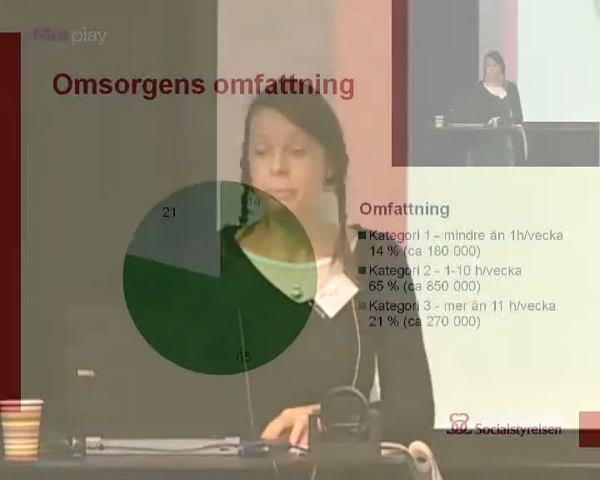 Nka play
Omsorgens omfattning
14
21
65
Omfattning
Kategori 1 - mindre än 1h/vecka
14 % (ca 180 000)
Kategori 2 - 1-10 h/vecka
65 % (ca 850 000)
Kategori 3 - mer än 11 h/vecka
21 % (ca 270 000)
Socialstyrelsen